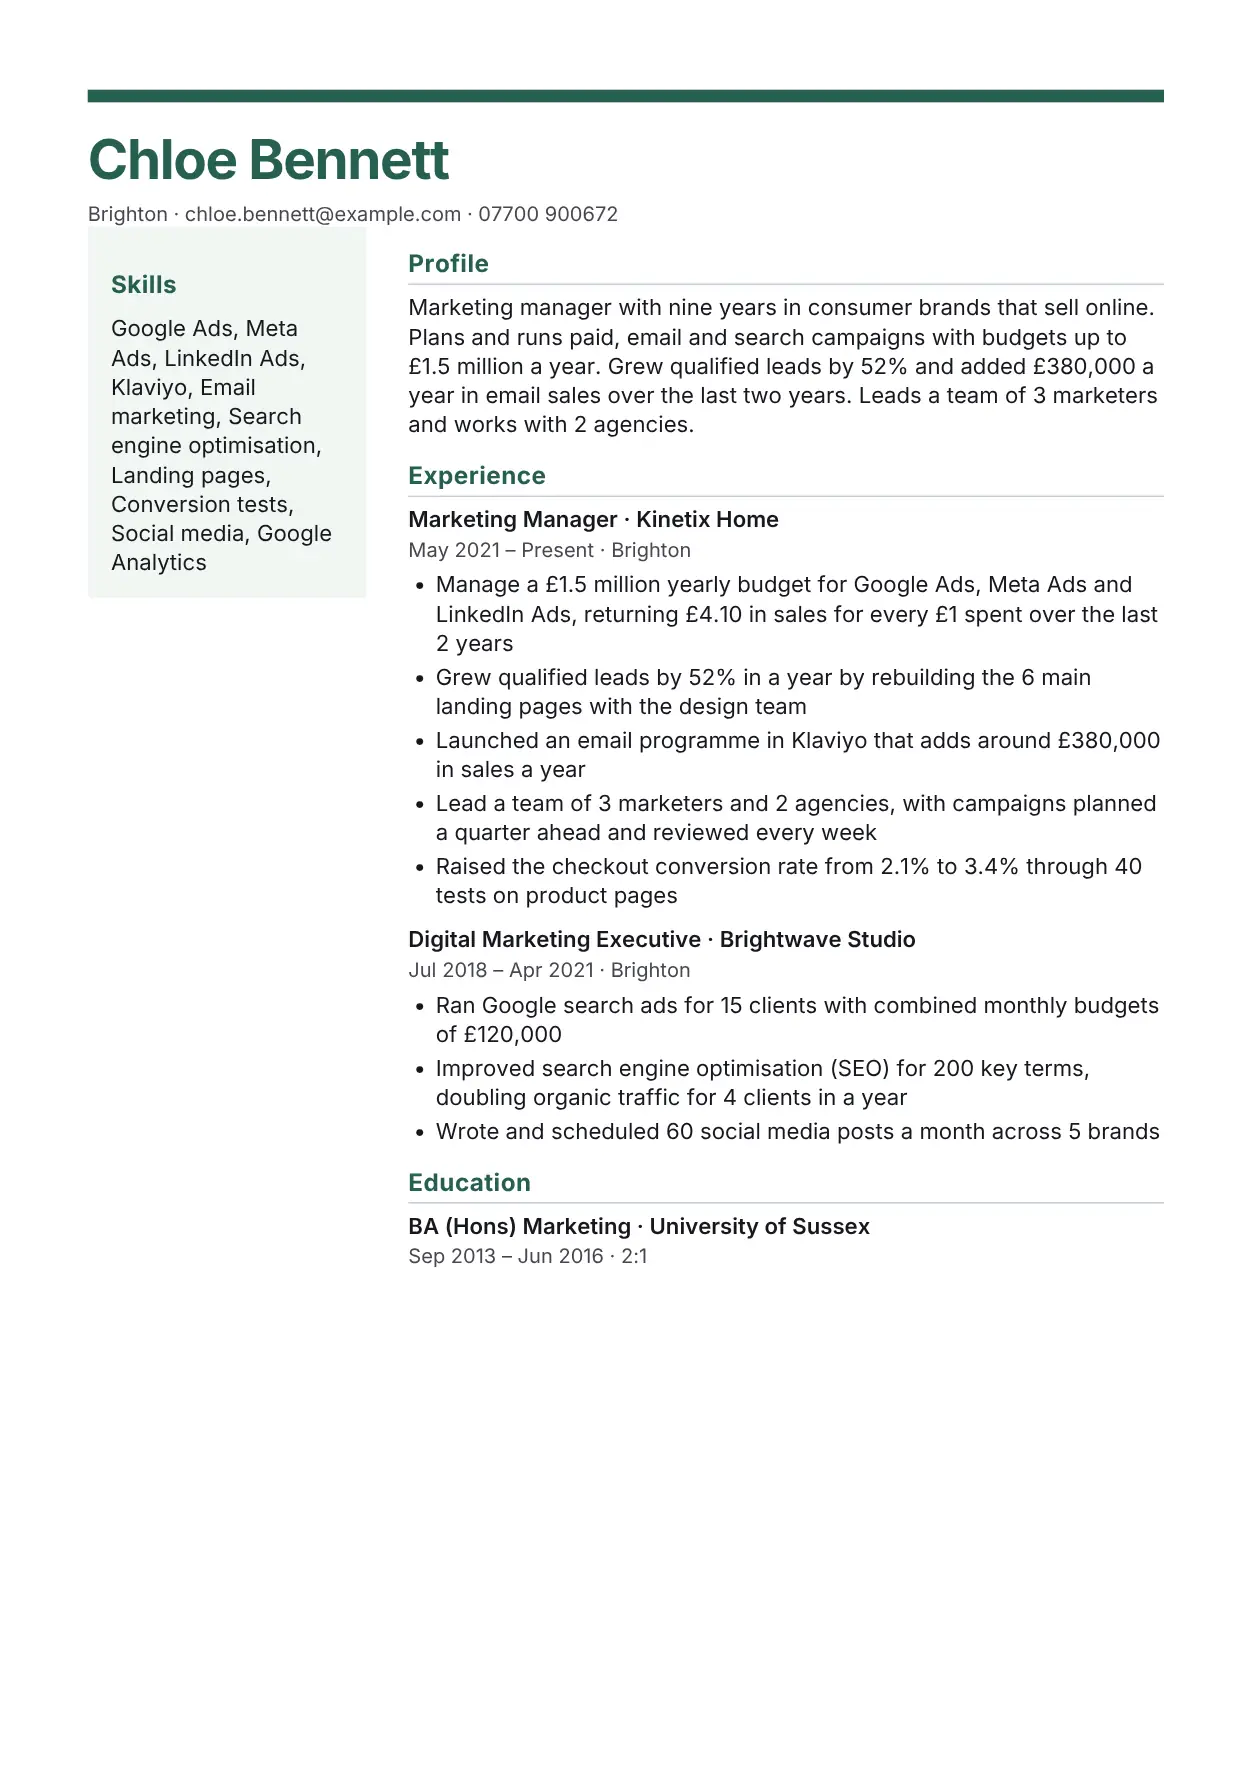 Chloe Bennett
Brighton · chloe.bennett@example.com · 07700 900672
Skills
Google Ads, Meta
Ads, LinkedIn Ads,
Klaviyo, Email
marketing, Search
engine optimisation,
Landing pages,
Conversion tests,
Social media, Google
Analytics
Profile
Marketing manager with nine years in consumer brands that sell online.
Plans and runs paid, email and search campaigns with budgets up to
£1.5 million a year. Grew qualified leads by 52% and added £380,000 a
year in email sales over the last two years. Leads a team of 3 marketers
and works with 2 agencies.
Experience
Marketing Manager · Kinetix Home
May 2021 – Present · Brighton
• Manage a £1.5 million yearly budget for Google Ads, Meta Ads and
LinkedIn Ads, returning £4.10 in sales for every £1 spent over the last
2 years
• Grew qualified leads by 52% in a year by rebuilding the 6 main
landing pages with the design team
• Launched an email programme in Klaviyo that adds around £380,000
in sales a year
• Lead a team of 3 marketers and 2 agencies, with campaigns planned
a quarter ahead and reviewed every week
• Raised the checkout conversion rate from 2.1% to 3.4% through 40
tests on product pages
Digital Marketing Executive · Brightwave Studio
Jul 2018 – Apr 2021 · Brighton
• Ran Google search ads for 15 clients with combined monthly budgets
of £120,000
• Improved search engine optimisation (SEO) for 200 key terms,
doubling organic traffic for 4 clients in a year
• Wrote and scheduled 60 social media posts a month across 5 brands
Education
BA (Hons) Marketing · University of Sussex
Sep 2013 – Jun 2016 · 2:1